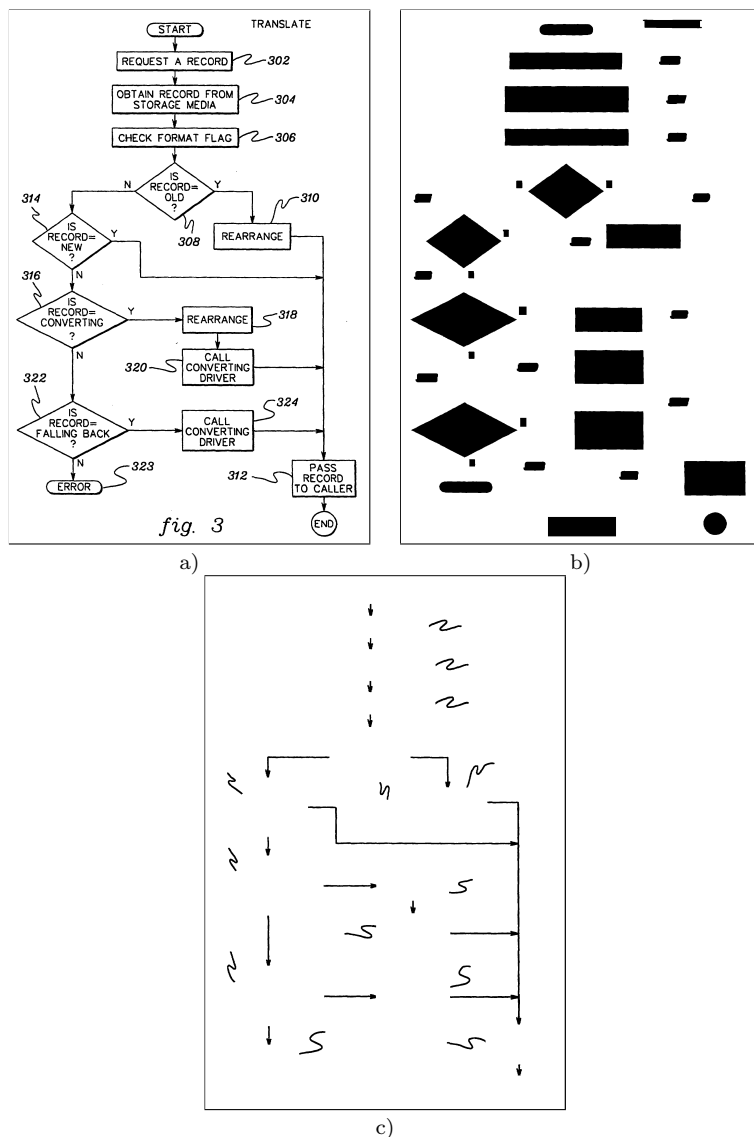 START
TRANSLATE
REQUEST A RECORD
302
OBTAIN RECORD FROM
STORAGE MEDIA
304
CHECK FORMAT FLAG
306
IS
RECORD=
OLD
?
N
Y
308
REARRANGE
310
314
IS
RECORD=
NEW
?
Y
N
316
IS
RECORD=
CONVERTING
?
Y
N
REARRANGE
318
320
CALL
CONVERTING
DRIVER
322
IS
RECORD=
FALLING BACK
?
Y
N
324
CALL
CONVERTING
DRIVER
ERROR
323
312
PASS
RECORD
TO CALLER
END
fig. 3
a)
b)
c)